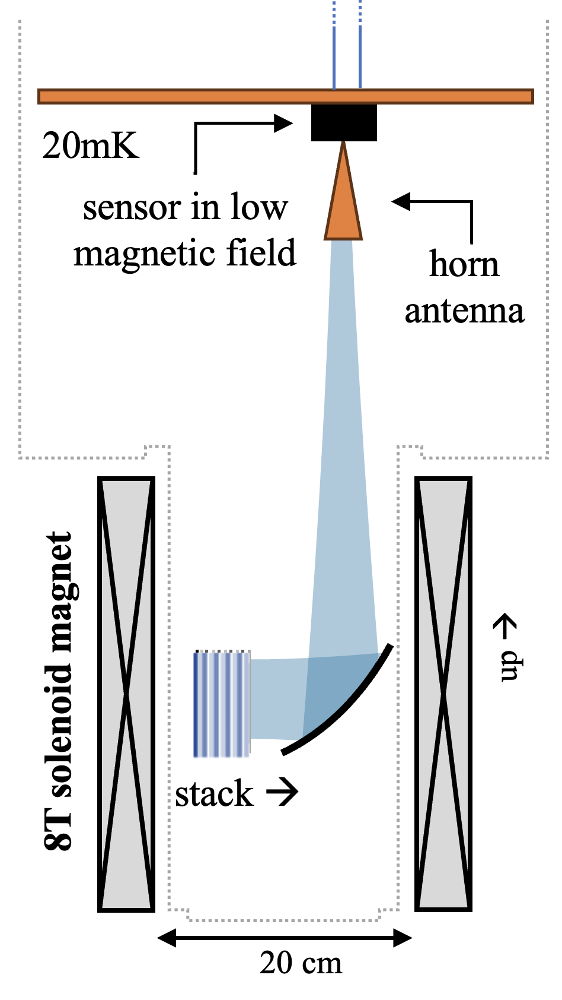 20mK
sensor in low
magnetic field
horn
antenna
8T solenoid magnet
up →
stack →
20 cm